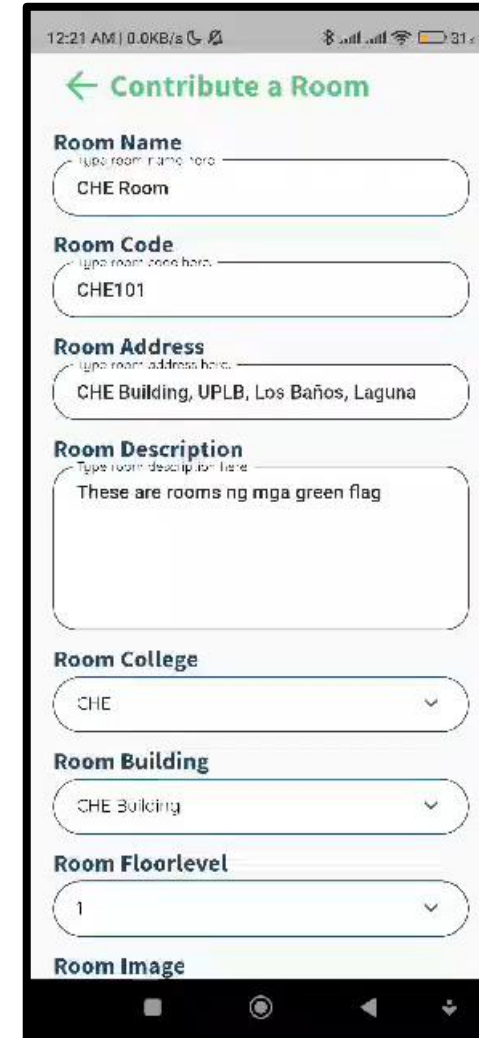 12:21 AM | 0.0KB/s
31
← Contribute a Room
Room Name
Type room name here
CHE Room
Room Code
Type room code here.
CHE101
Room Address
Type room address here.
CHE Building, UPLB, Los Baños, Laguna
Room Description
Type room description here
These are rooms ng mga green flag
Room College
CHE
Room Building
CHE Building
Room Floorlevel
1
Room Image